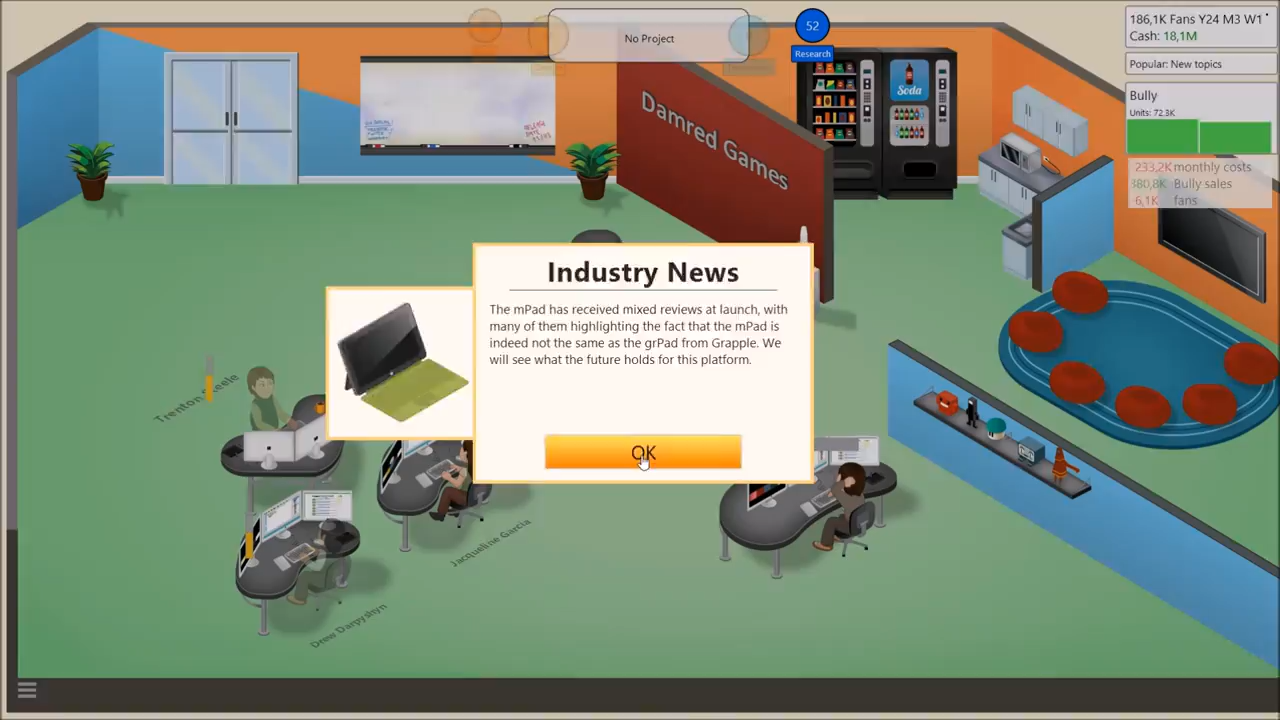 No Project
52
Research
186,1K Fans Y24 M3 W1
Cash: 18,1M
Popular: New topics
Bully
Units: 72.3K
233,2K monthly costs
380,8K Bully sales
6,1K fans
Soda
Damred Games
Industry News
The mPad has received mixed reviews at launch, with
many of them highlighting the fact that the mPad is
indeed not the same as the grPad from Grapple. We
will see what the future holds for this platform.
OK
Jacqueline Garcia
Drew Darpyshyn